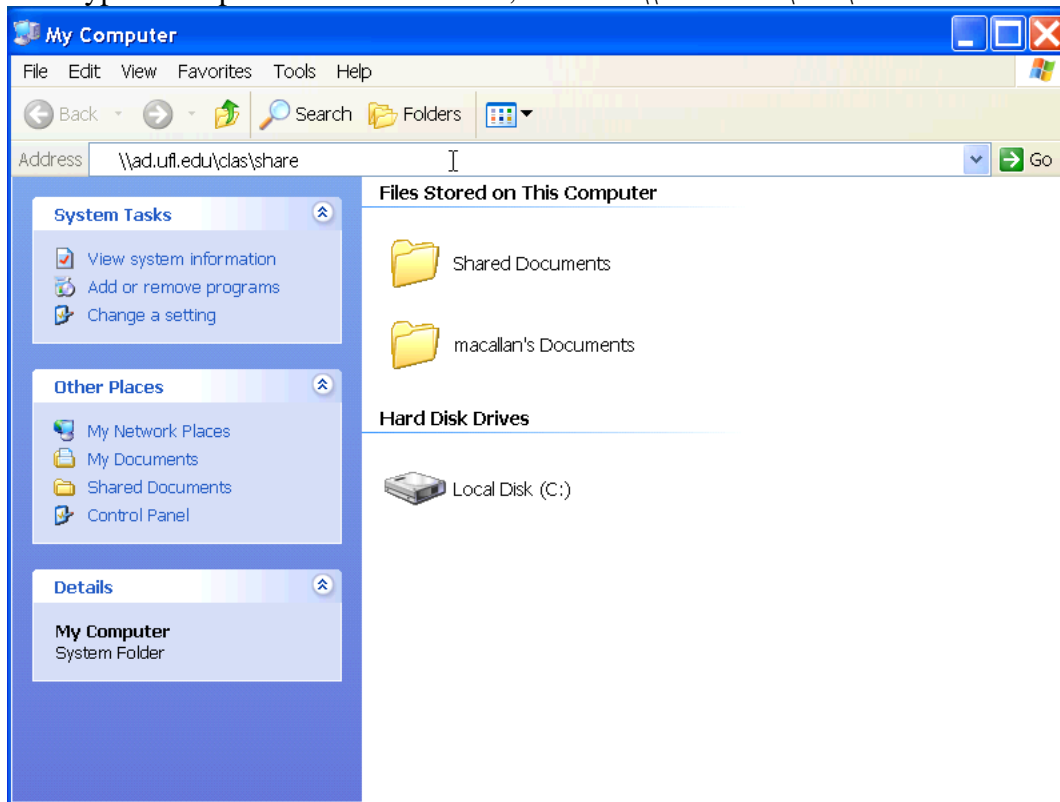 My Computer
File Edit View Favorites Tools Help
Back Search Folders
Address \\ad.ufl.edu\clas\share Go
System Tasks
View system information
Add or remove programs
Change a setting
Other Places
My Network Places
My Documents
Shared Documents
Control Panel
Details
My Computer
System Folder
Files Stored on This Computer
Shared Documents
macallan's Documents
Hard Disk Drives
Local Disk (C:)